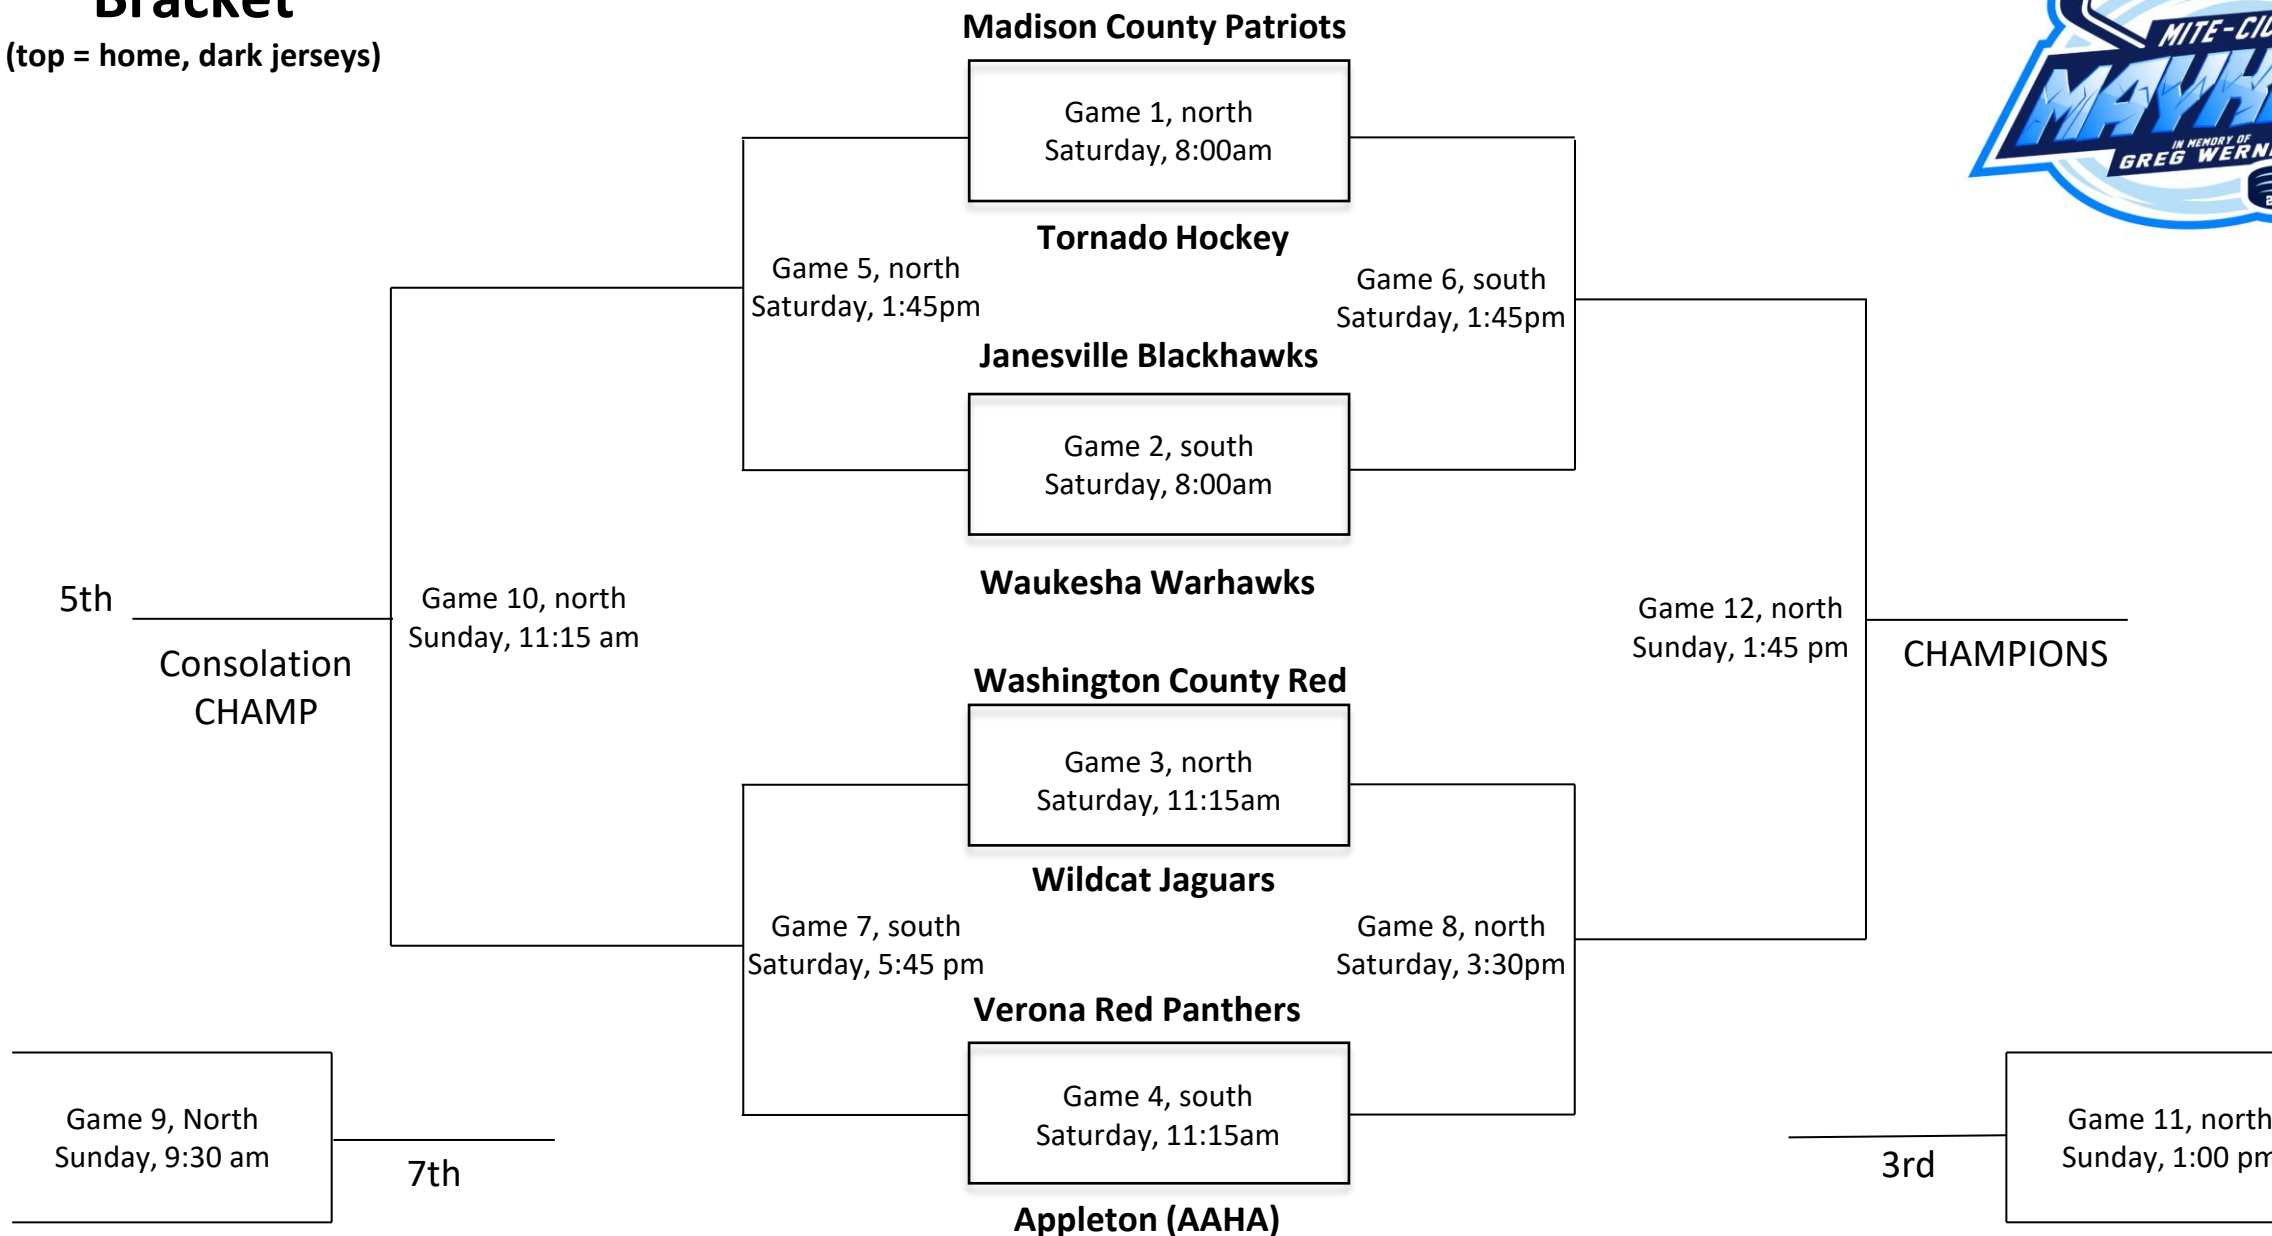 Bracket
(top = home, dark jerseys)
Madison County Patriots
MITE-
IN MEMORY OF
GREG
Game 1, north
Saturday, 8:00am
Tornado Hockey
Game 5, north
Saturday, 1:45pm
Game 6, south
Saturday, 1:45pm
Janesville Blackhawks
Game 2, south
Saturday, 8:00am
Waukesha Warhawks
5th
Consolation
CHAMP
Game 10, north
Sunday, 11:15 am
Game 12, north
Sunday, 1:45 pm
CHAMPIONS
Washington County Red
Game 3, north
Saturday, 11:15am
Wildcat Jaguars
Game 7, south
Saturday, 5:45 pm
Game 8, north
Saturday, 3:30pm
Verona Red Panthers
Game 4, south
Saturday, 11:15am
Appleton (AAHA)
Game 9, North
Sunday, 9:30 am
7th
3rd
Game 11, north
Sunday, 1:00 pm